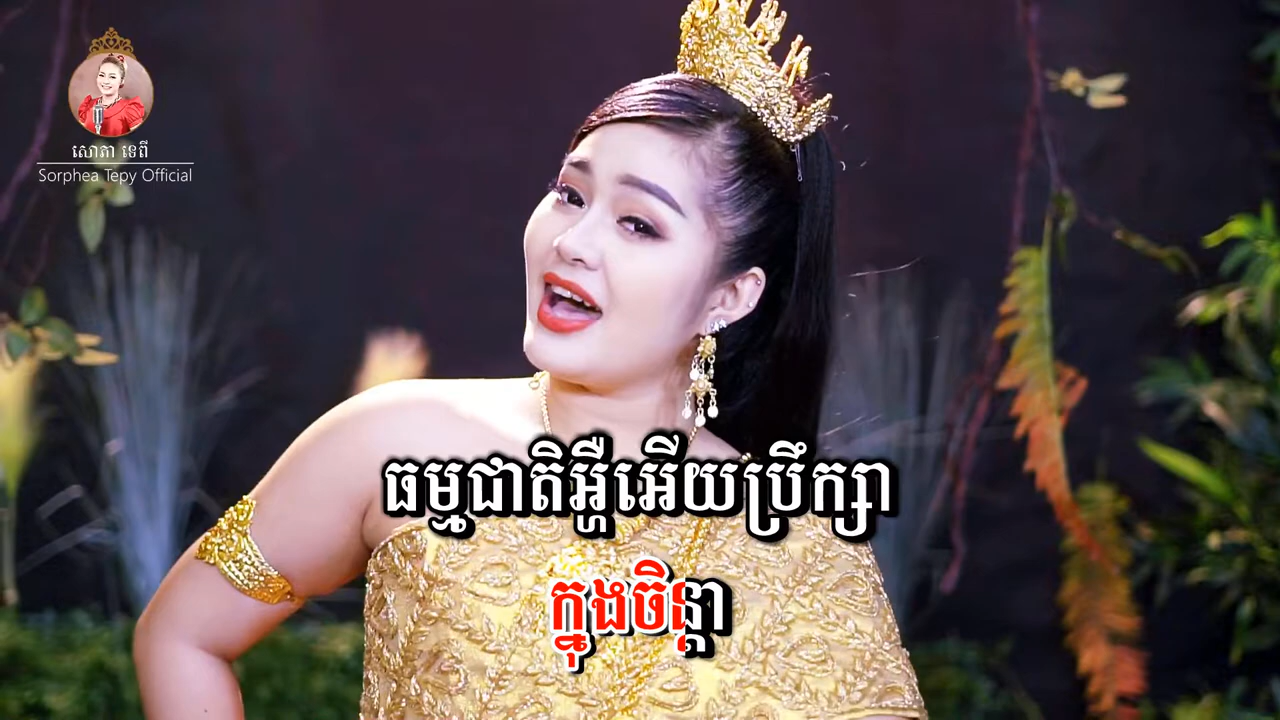 សោភា ទេពី
Sorphea Tepy Official
ធម្មជាតិអ្ហឺអើយប្រឹក្សា
ក្នុងចិន្តា